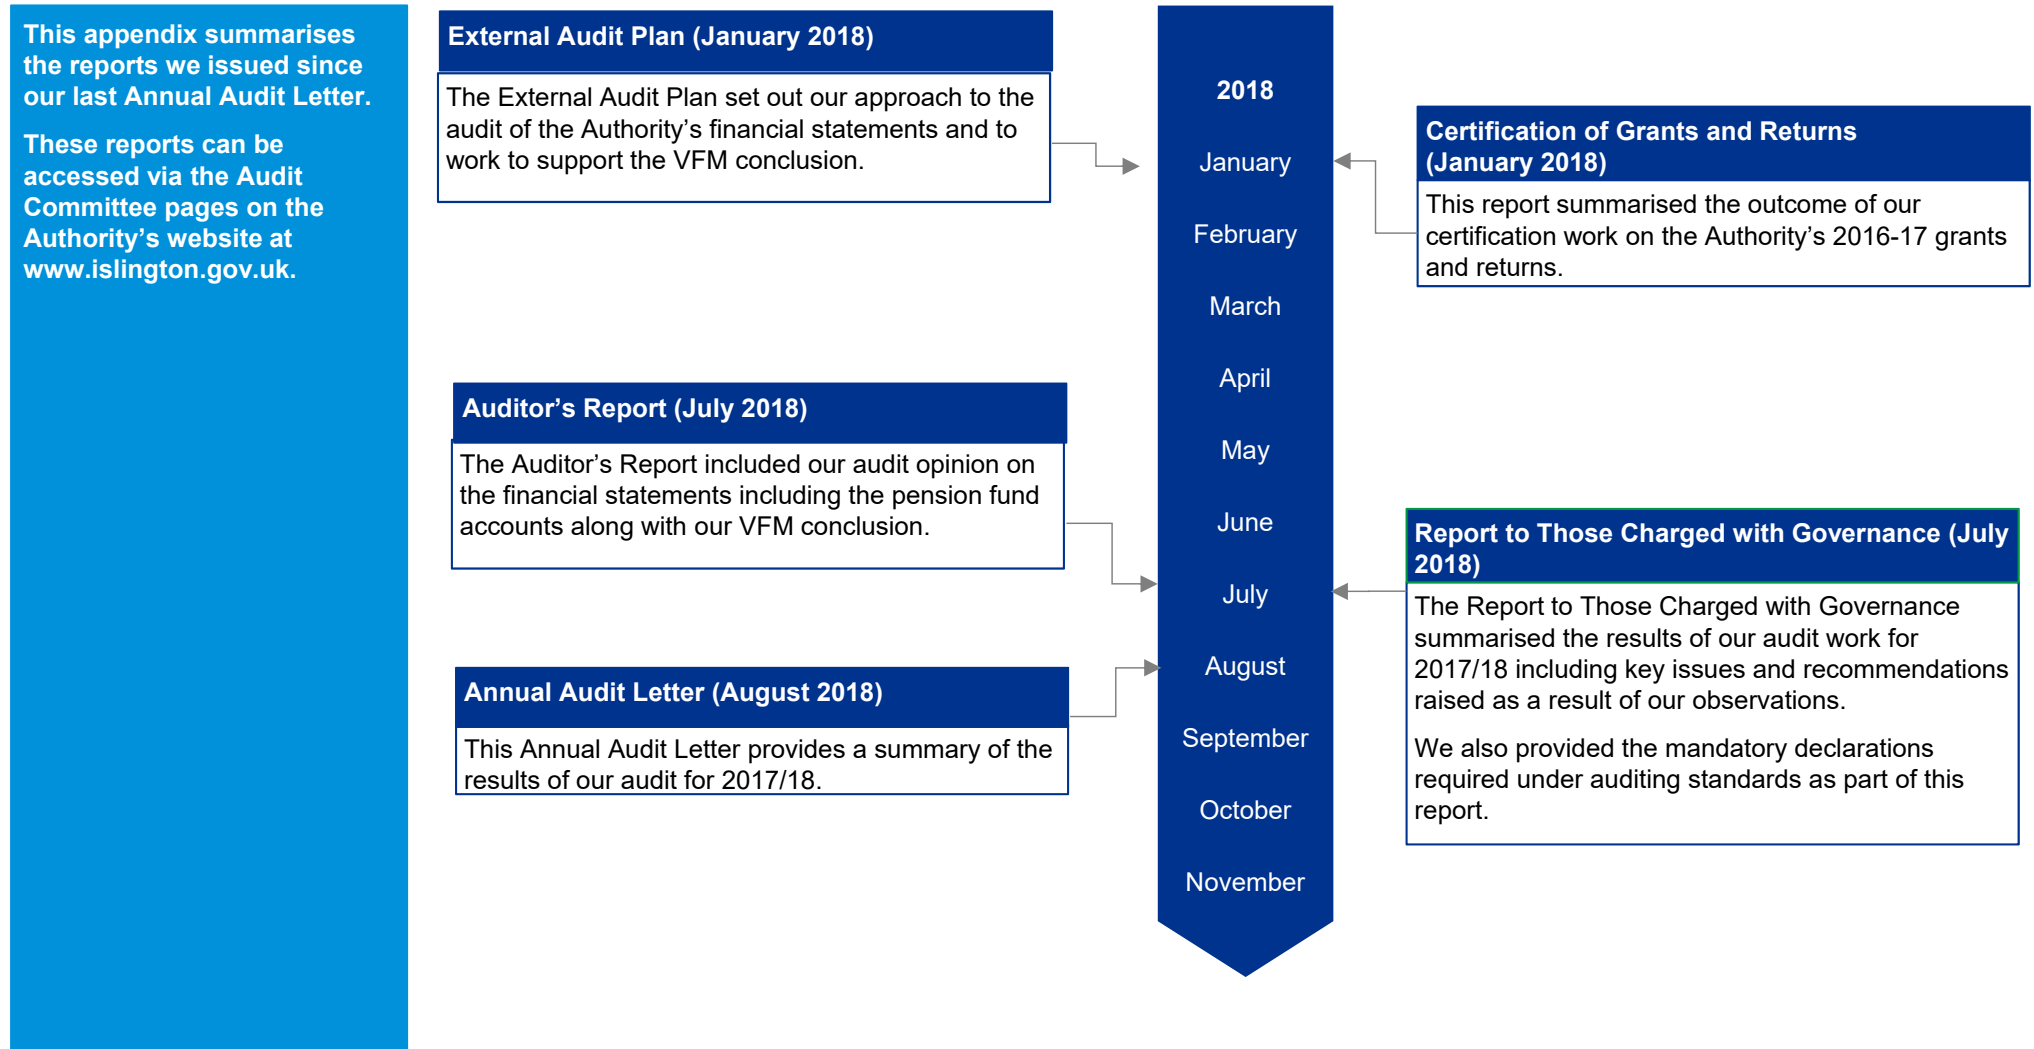 This appendix summarises
the reports we issued since
our last Annual Audit Letter.
These reports can be
accessed via the Audit
Committee pages on the
Authority’s website at
www.islington.gov.uk.
External Audit Plan (January 2018)
The External Audit Plan set out our approach to the
audit of the Authority’s financial statements and to
work to support the VFM conclusion.
Auditor’s Report (July 2018)
The Auditor’s Report included our audit opinion on
the financial statements including the pension fund
accounts along with our VFM conclusion.
Annual Audit Letter (August 2018)
This Annual Audit Letter provides a summary of the
results of our audit for 2017/18.
2018
January
February
March
April
May
June
July
August
September
October
November
Certification of Grants and Returns
(January 2018)
This report summarised the outcome of our
certification work on the Authority’s 2016-17 grants
and returns.
Report to Those Charged with Governance (July
2018)
The Report to Those Charged with Governance
summarised the results of our audit work for
2017/18 including key issues and recommendations
raised as a result of our observations.
We also provided the mandatory declarations
required under auditing standards as part of this
report.